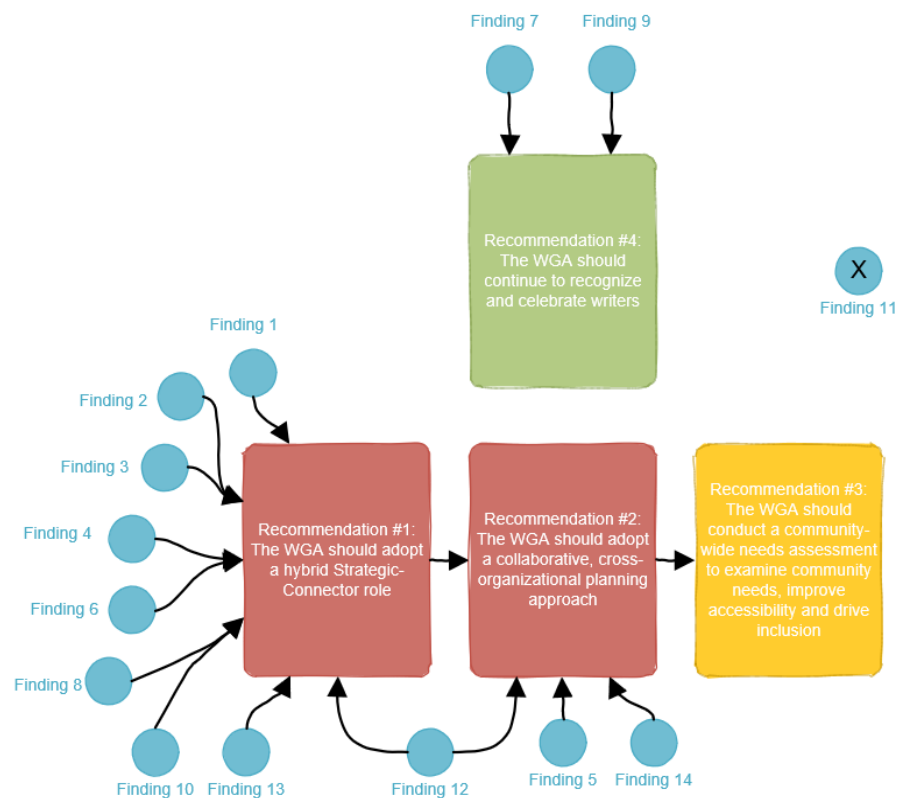 Finding 7
Finding 9
Recommendation #4:
The WGA should
continue to recognize
and celebrate writers
X
Finding 11
Finding 1
Finding 2
Finding 3
Finding 4
Finding 6
Finding 8
Finding 10
Finding 13
Recommendation #1:
The WGA should adopt
a hybrid Strategic-
Connector role
Recommendation #2:
The WGA should adopt
a collaborative, cross-
organizational planning
approach
Recommendation #3:
The WGA should
conduct a community-
wide needs assessment
to examine community
needs, improve
accessibility and drive
inclusion
Finding 12
Finding 5
Finding 14